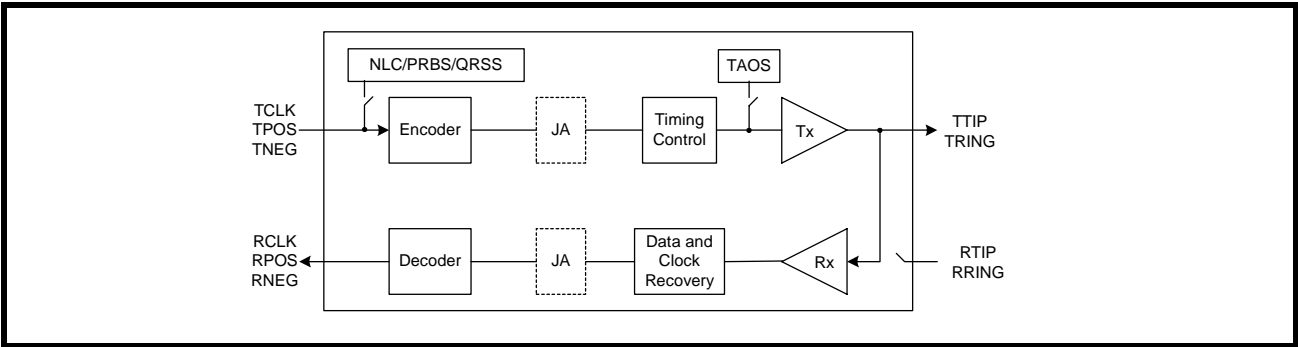 NLC/PRBS/QRSS
TAOS
TCLK
TPOS
TNEG
Encoder
JA
Timing
Control
Tx
TTIP
TRING
RCLK
RPOS
RNEG
Decoder
JA
Data and
Clock
Recovery
Rx
RTIP
RRING